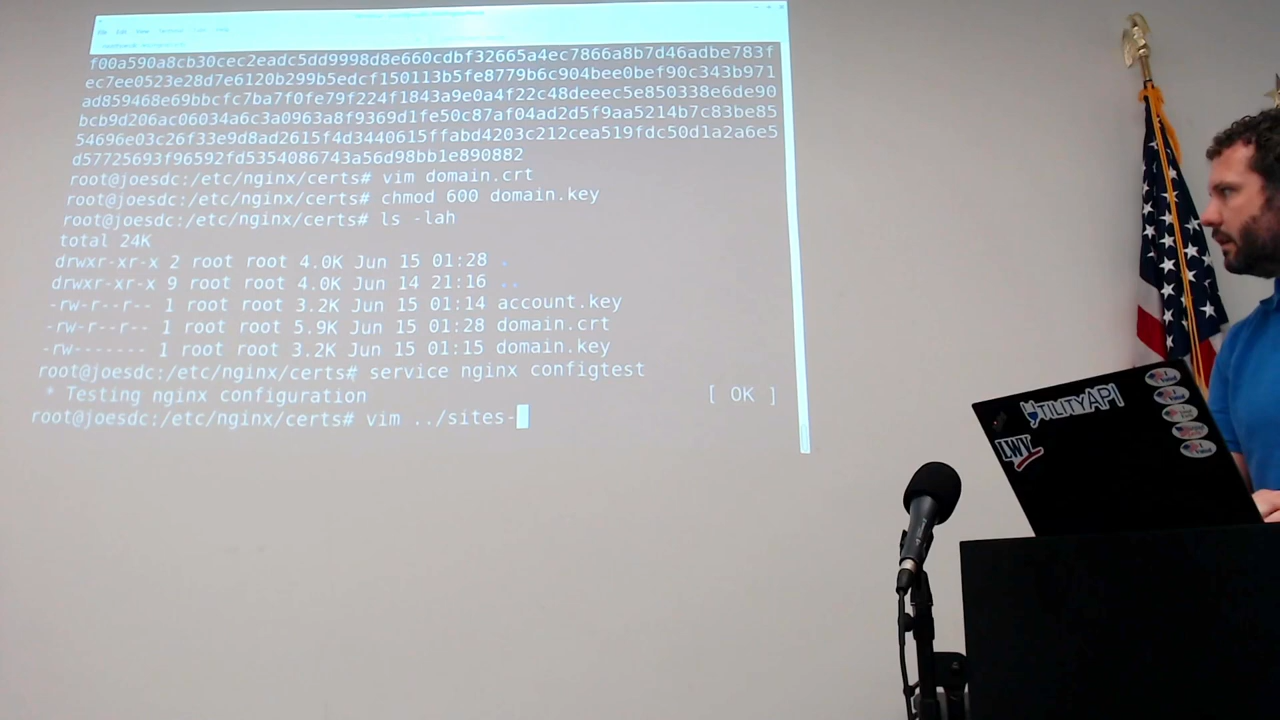 f00a590a8cb30cec2eadc5dd9998d8e660cdbf32665a4ec7866a8b7d46adbe783f
ec7ee0523e28d7e6120b299b5edcf150113b5fe8779b6c904bee0bef90c343b971
ad859468e69bbcfc7ba7f0fe79f224f1843a9e0a4f22c48deeec5e850338e6de90
bcb9d206ac06034a6c3a0963a8f9369d1fe50c87af04ad2d5f9aa5214b7c83be85
54696e03c26f33e9d8ad2615f4d3440615ffabd4203c212cea519fdc50d1a2a6e5
d57725693f96592fd5354086743a56d98bb1e890882
root@joesdc:/etc/nginx/certs# vim domain.crt
root@joesdc:/etc/nginx/certs# chmod 600 domain.key
root@joesdc:/etc/nginx/certs# ls -lah
total 24K
drwxr-xr-x 2 root root 4.0K Jun 15 01:28 .
drwxr-xr-x 9 root root 4.0K Jun 14 21:16 ..
-rw-r--r-- 1 root root 3.2K Jun 15 01:14 account.key
-rw-r--r-- 1 root root 5.9K Jun 15 01:28 domain.crt
-rw------- 1 root root 3.2K Jun 15 01:15 domain.key
root@joesdc:/etc/nginx/certs# service nginx configtest
* Testing nginx configuration [ OK ]
root@joesdc:/etc/nginx/certs# vim ../sites-
UTILITYAPI
LWV